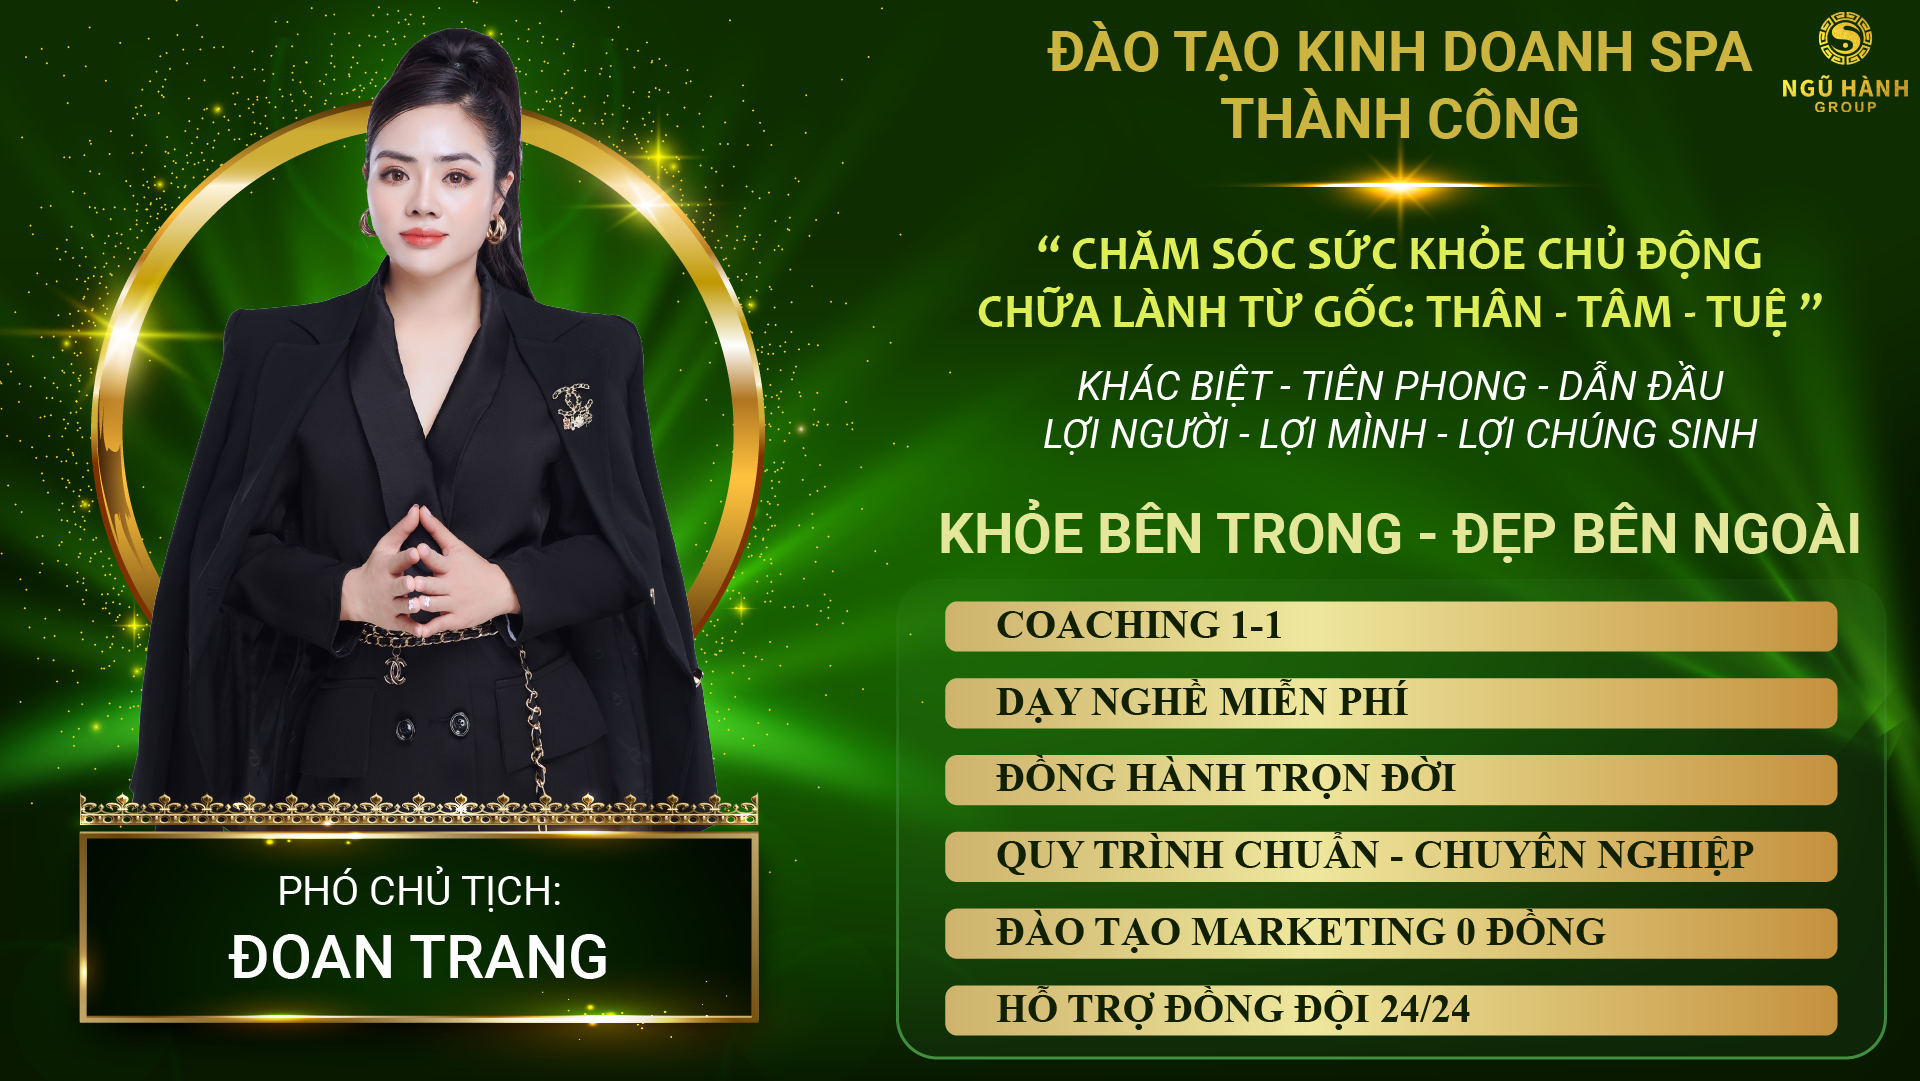 ĐÀO TẠO KINH DOANH SPA
THÀNH CÔNG
NGŨ HÀNH
GROUP
“ CHĂM SÓC SỨC KHỎE CHỦ ĐỘNG
CHỮA LÀNH TỪ GỐC: THÂN - TÂM - TUỆ ”
KHÁC BIỆT - TIÊN PHONG - DẪN ĐẦU
LỢI NGƯỜI - LỢI MÌNH - LỢI CHÚNG SINH
KHỎE BÊN TRONG - ĐẸP BÊN NGOÀI
COACHING 1-1
DẠY NGHỀ MIỄN PHÍ
ĐỒNG HÀNH TRỌN ĐỜI
QUY TRÌNH CHUẨN - CHUYÊN NGHIỆP
ĐÀO TẠO MARKETING 0 ĐỒNG
HỖ TRỢ ĐỒNG ĐỘI 24/24
PHÓ CHỦ TỊCH:
ĐOAN TRANG